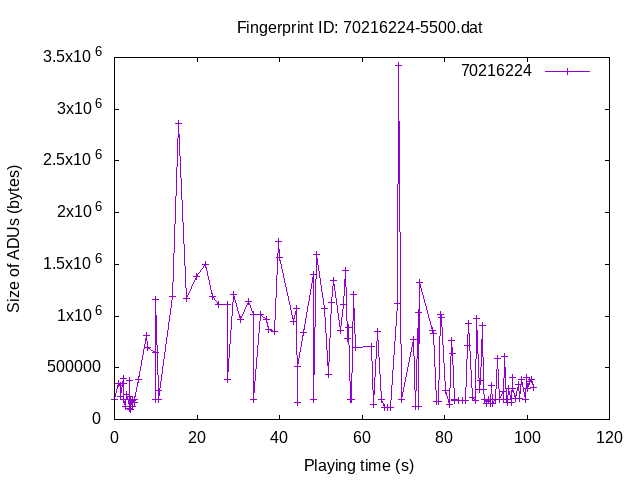 Fingerprint ID: 70216224-5500.dat
70216224
3.5x10^6
3x10^6
2.5x10^6
2x10^6
1.5x10^6
1x10^6
500000
0
Size of ADUs (bytes)
0 20 40 60 80 100 120
Playing time (s)